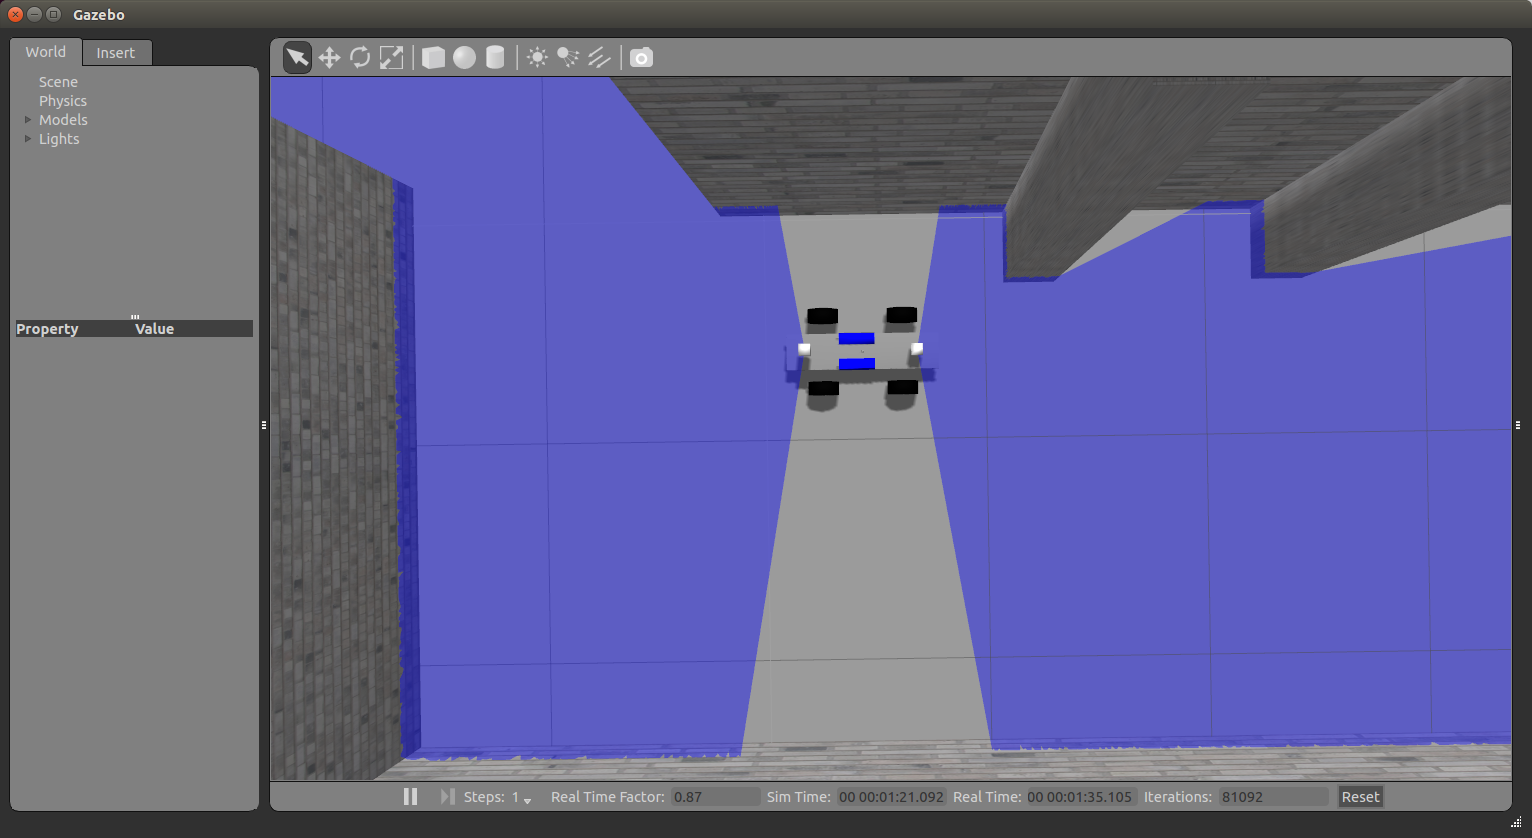 Gazebo
World
Insert
Scene
Physics
Models
Lights
Property Value
Steps: 1 Real Time Factor: 0.87 Sim Time: 00 00:01:21.092 Real Time: 00 00:01:35.105 Iterations: 81092 Reset